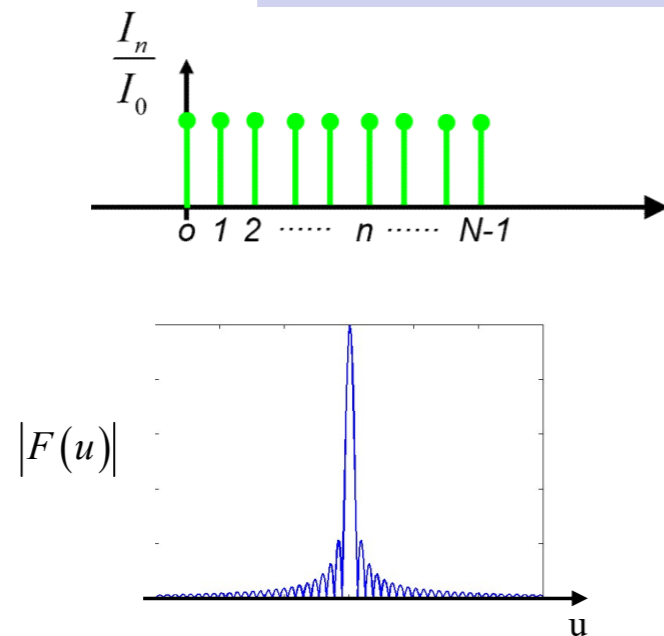 I_n
I_0
o 1 2 ...... n ...... N-1
|F(u)|
u